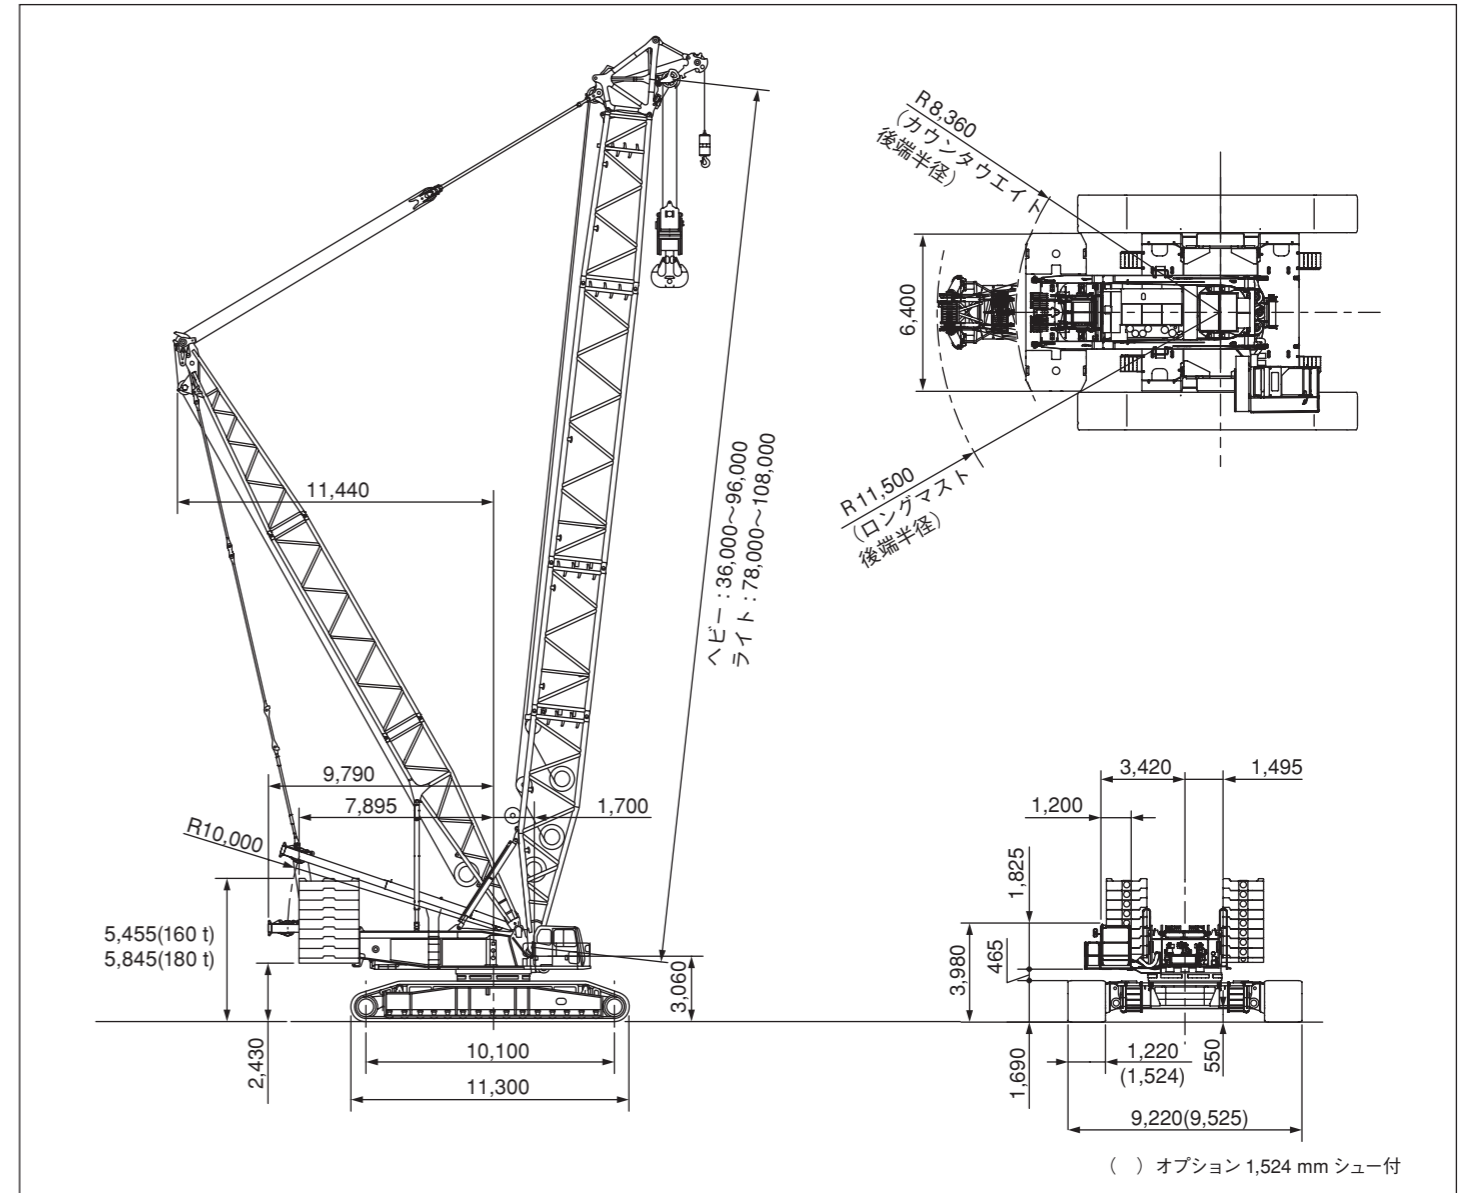 R8,360
（カウンタウエイト
後端半径）
6,400
R11,500
（ロングマスト
後端半径）
11,440
ヘビー：36,000～96,000
ライト：78,000～108,000
9,790
7,895
1,700
R10,000
5,455(160 t)
5,845(180 t)
3,060
2,430
10,100
11,300
3,420
1,495
1,200
1,825
465
3,980
1,690
550
1,220
(1,524)
9,220(9,525)
（　）オプション 1,524 mm シュー付